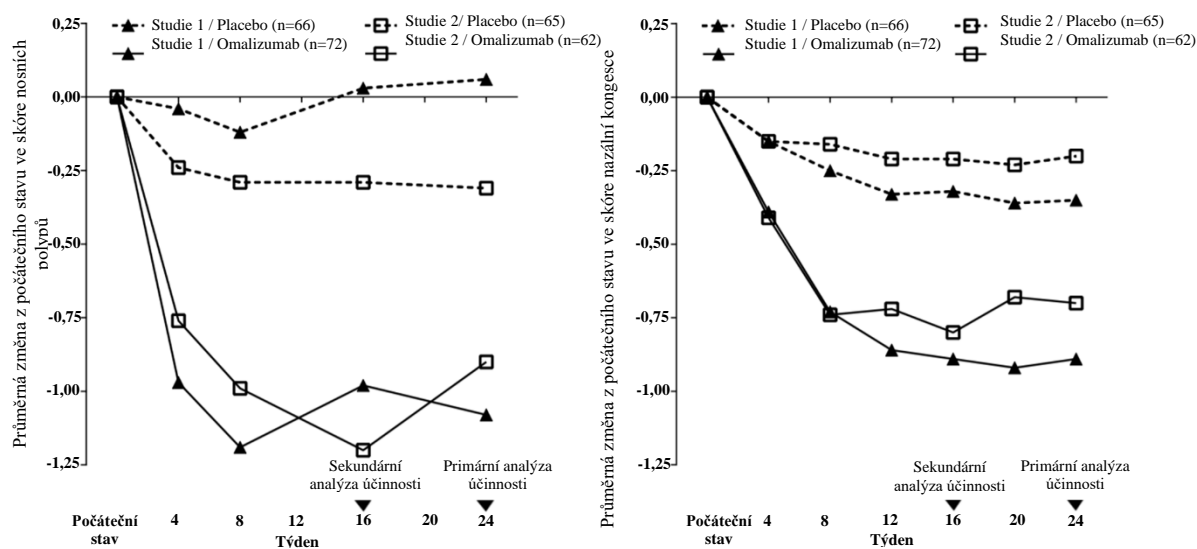 Průměrná změna z počátečního stavu ve skóre nosních
polypů
0,25
0,00
-0,25
-0,50
-0,75
-1,00
-1,25
Studie 1 / Placebo (n=66)
Studie 1 / Omalizumab (n=72)
Studie 2/ Placebo (n=65)
Studie 2 / Omalizumab (n=62)
Sekundární
analýza účinnosti
Primární analýza
účinnosti
Počáteční
stav
4
8
12
16
20
24
Týden
Průměrná změna z počátečního stavu ve skóre nazální kongesce
0,25
0,00
-0,25
-0,50
-0,75
-1,00
-1,25
Studie 1 / Placebo (n=66)
Studie 1 / Omalizumab (n=72)
Studie 2/ Placebo (n=65)
Studie 2 / Omalizumab (n=62)
Sekundární
analýza účinnosti
Primární analýza
účinnosti
Počáteční
stav
4
8
12
16
20
24
Týden